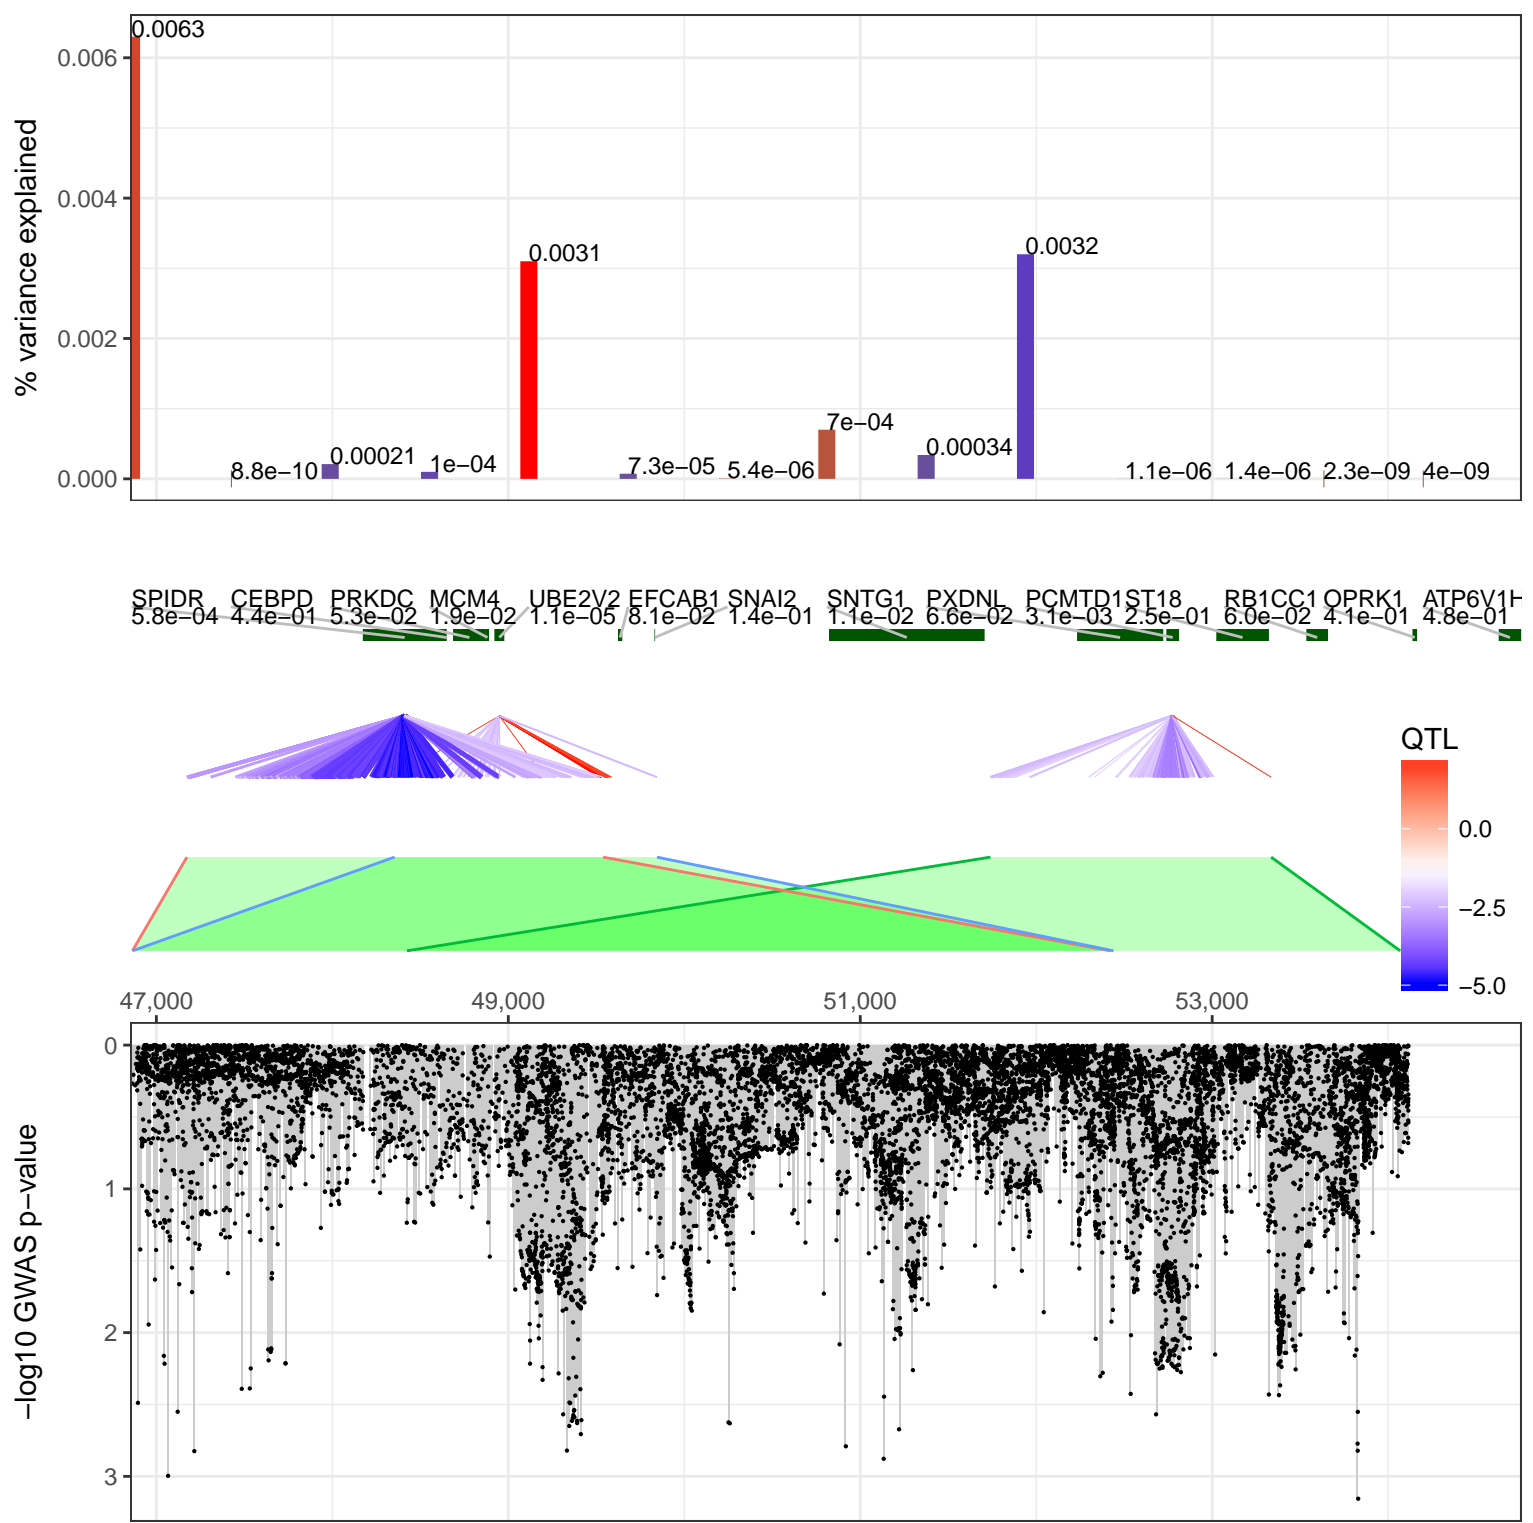 0.0063
0.006
0.004
0.002
0.000
% variance explained
8.8e−10
0.00021
1e−04
0.0031
7.3e−05
5.4e−06
7e−04
0.00034
0.0032
1.1e−06
1.4e−06
2.3e−09
4e−09
SPIDR CEBPD PRKDC MCM4 UBE2V2 EFCAB1 SNAI2 SNTG1 PXDNL PCMTD1 ST18 RB1CC1 OPRK1 ATP6V1H
5.8e−04 4.4e−01 5.3e−02 1.9e−02 1.1e−05 8.1e−02 1.4e−01 1.1e−02 6.6e−02 3.1e−03 2.5e−01 6.0e−02 4.1e−01 4.8e−01
QTL
0.0
−2.5
−5.0
47,000 49,000 51,000 53,000
0
1
2
3
−log10 GWAS p−value